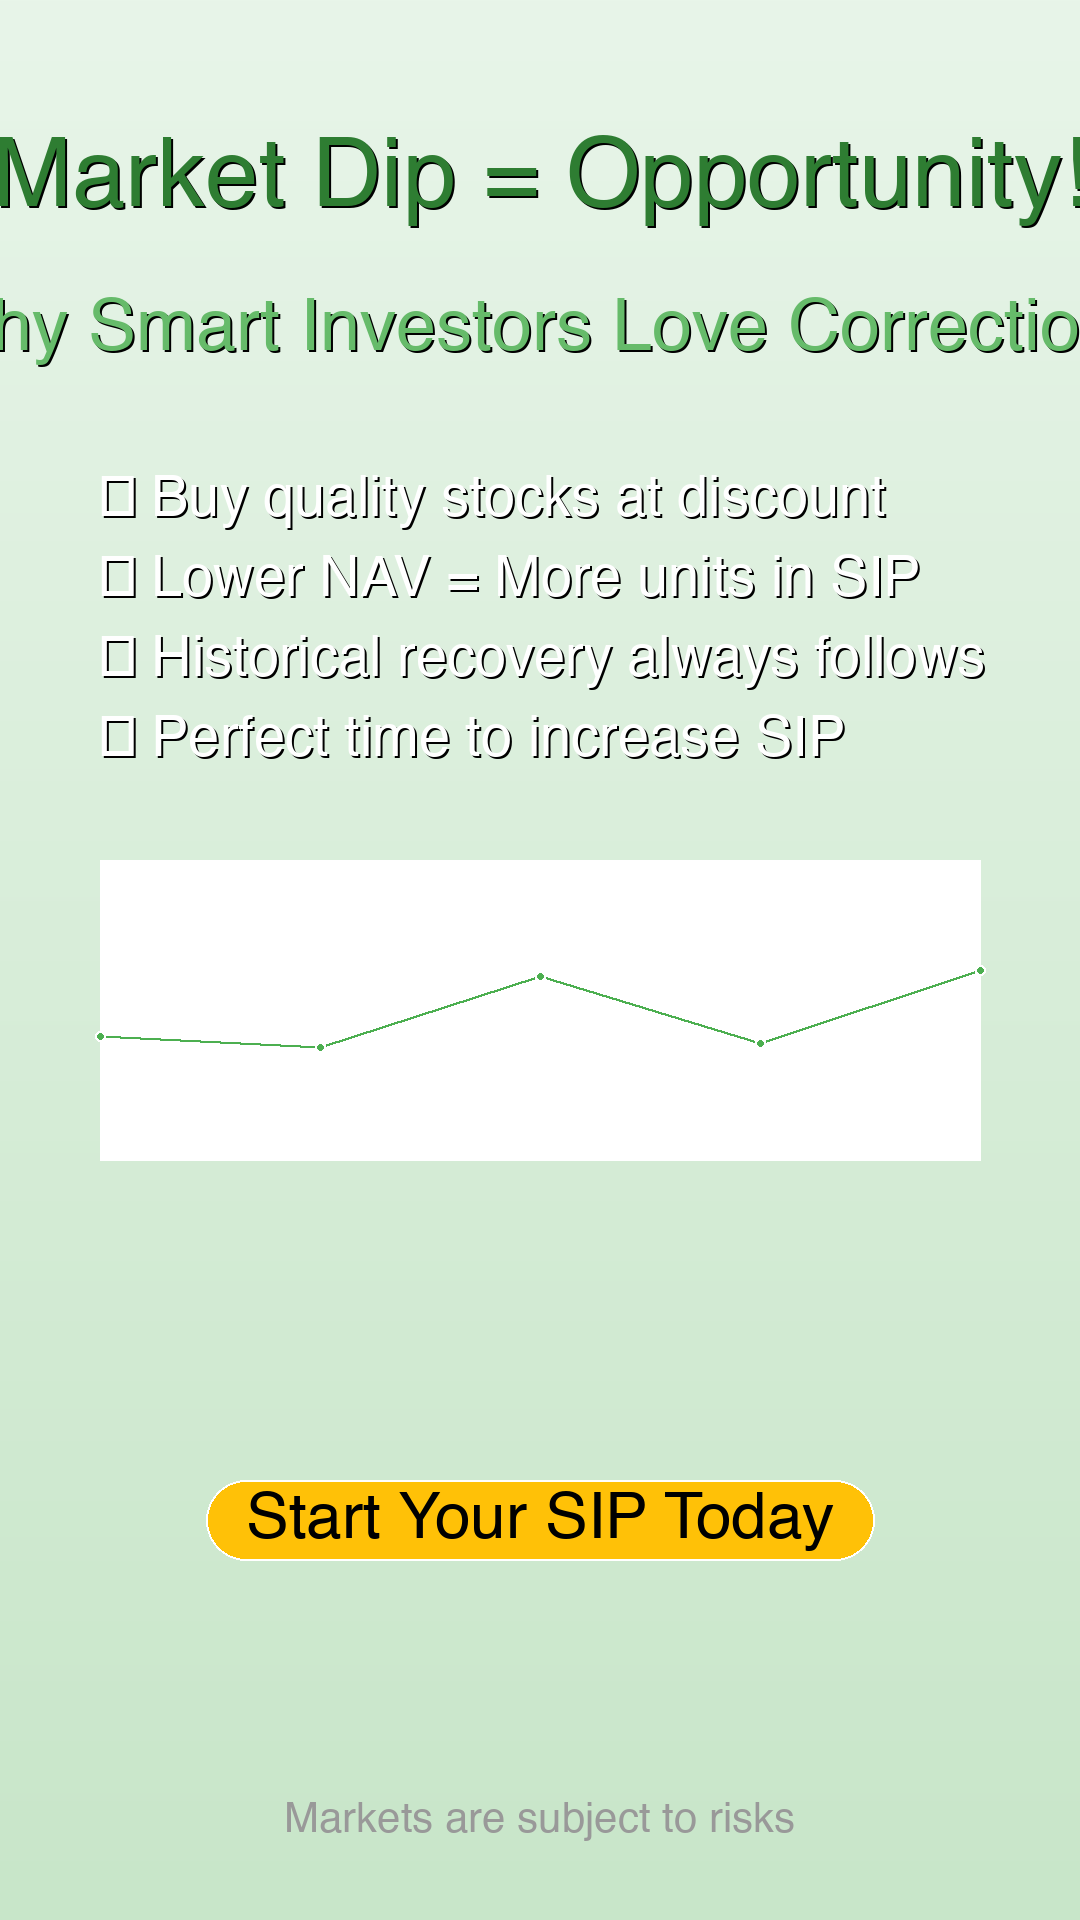 Market Dip = Opportunity!
hy Smart Investors Love Correctio
Buy quality stocks at discount
Lower NAV = More units in SIP
Historical recovery always follows
Perfect time to increase SIP
Start Your SIP Today
Markets are subject to risks